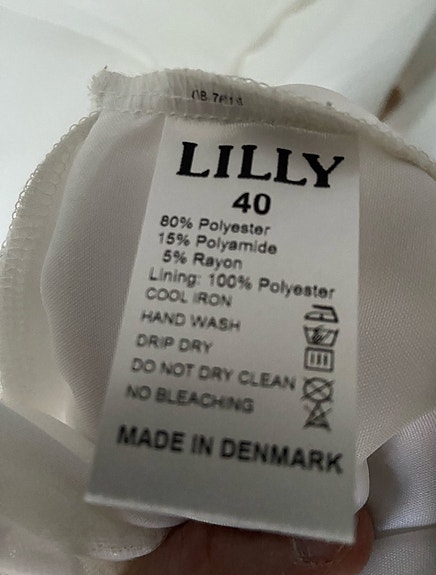 LILLY
40
80% Polyester
15% Polyamide
5% Rayon
Lining: 100% Polyester
COOL IRON
HAND WASH
DRIP DRY
DO NOT DRY CLEAN
NO BLEACHING
MADE IN DENMARK